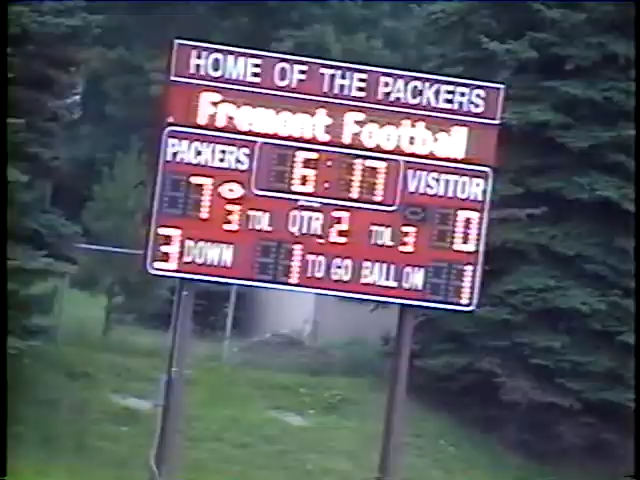 HOME OF THE PACKERS
Fremont Football
PACKERS 6:17 VISITOR
7 3 TOL QTR 2 TOL 3 0
3 DOWN 1 TO GO BALL ON 1